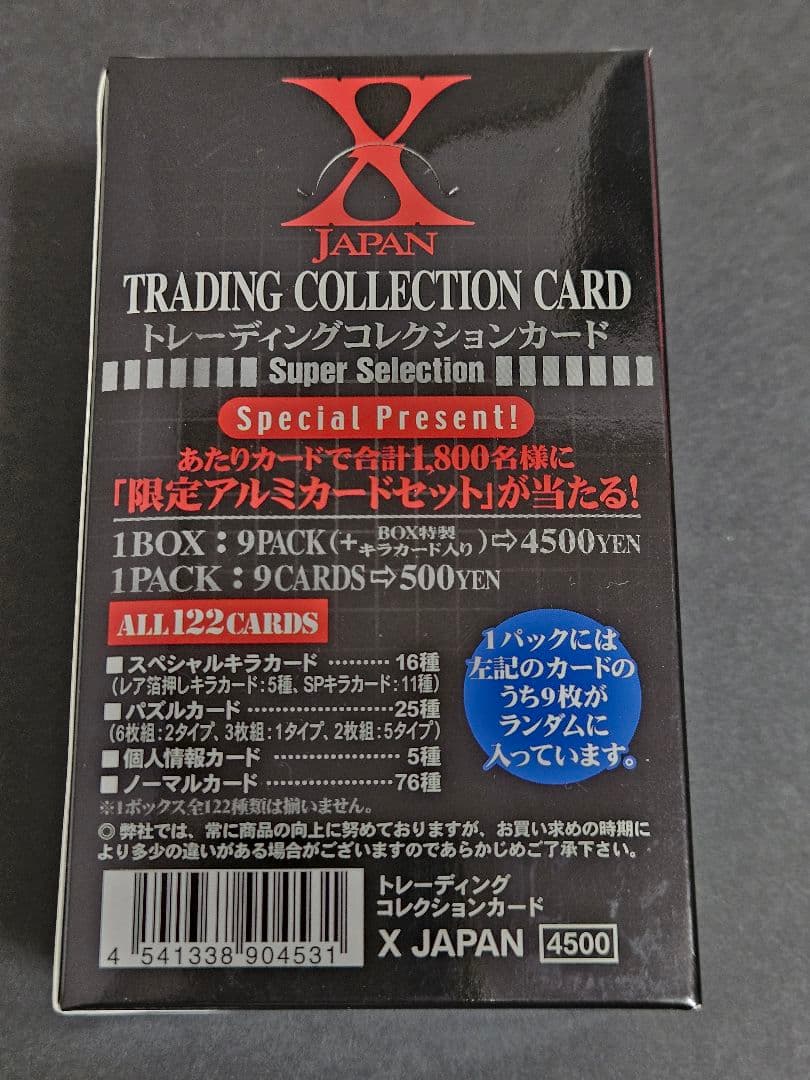 X
JAPAN
TRADING COLLECTION CARD
トレーディングコレクションカード
Super Selection
Special Present!
あたりカードで合計1,800名様に
「限定アルミカードセット」が当たる!
1BOX:9PACK(+BOX特製キラカード入り)⇨4500YEN
1PACK:9CARDS⇨500YEN
ALL122CARDS
■スペシャルキラカード ………16種
(レア箔押しキラカード:5種、SPキラカード:11種)
■パズルカード………………25種
(6枚組:2タイプ、3枚組:1タイプ、2枚組:5タイプ)
■個人情報カード ……………5種
■ノーマルカード………………76種
※1ボックス全122種類は揃いません。
1パックには
左記のカードの
うち9枚が
ランダムに
入っています。
◎弊社では、常に商品の向上に努めておりますが、お買い求めの時期に
より多少の違いがある場合がございますのであらかじめご了承下さい。
4 541338 904531
トレーディング
コレクションカード
X JAPAN 4500